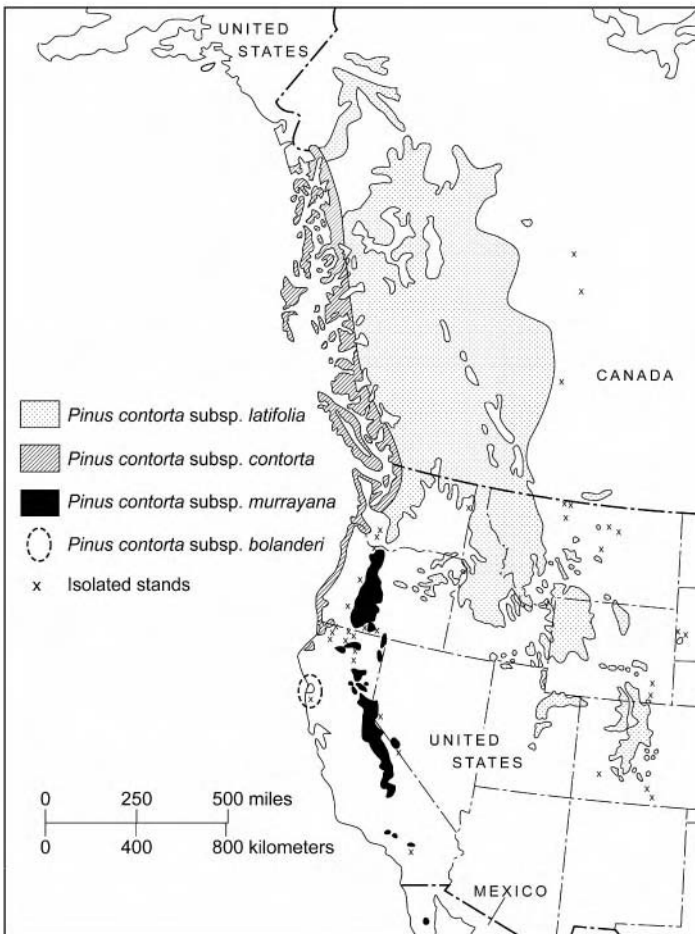 UNITED
STATES
CANADA
Pinus contorta subsp. latifolia
Pinus contorta subsp. contorta
Pinus contorta subsp. murrayana
Pinus contorta subsp. bolanderi
x Isolated stands
UNITED
STATES
0 250 500 miles
0 400 800 kilometers
MEXICO